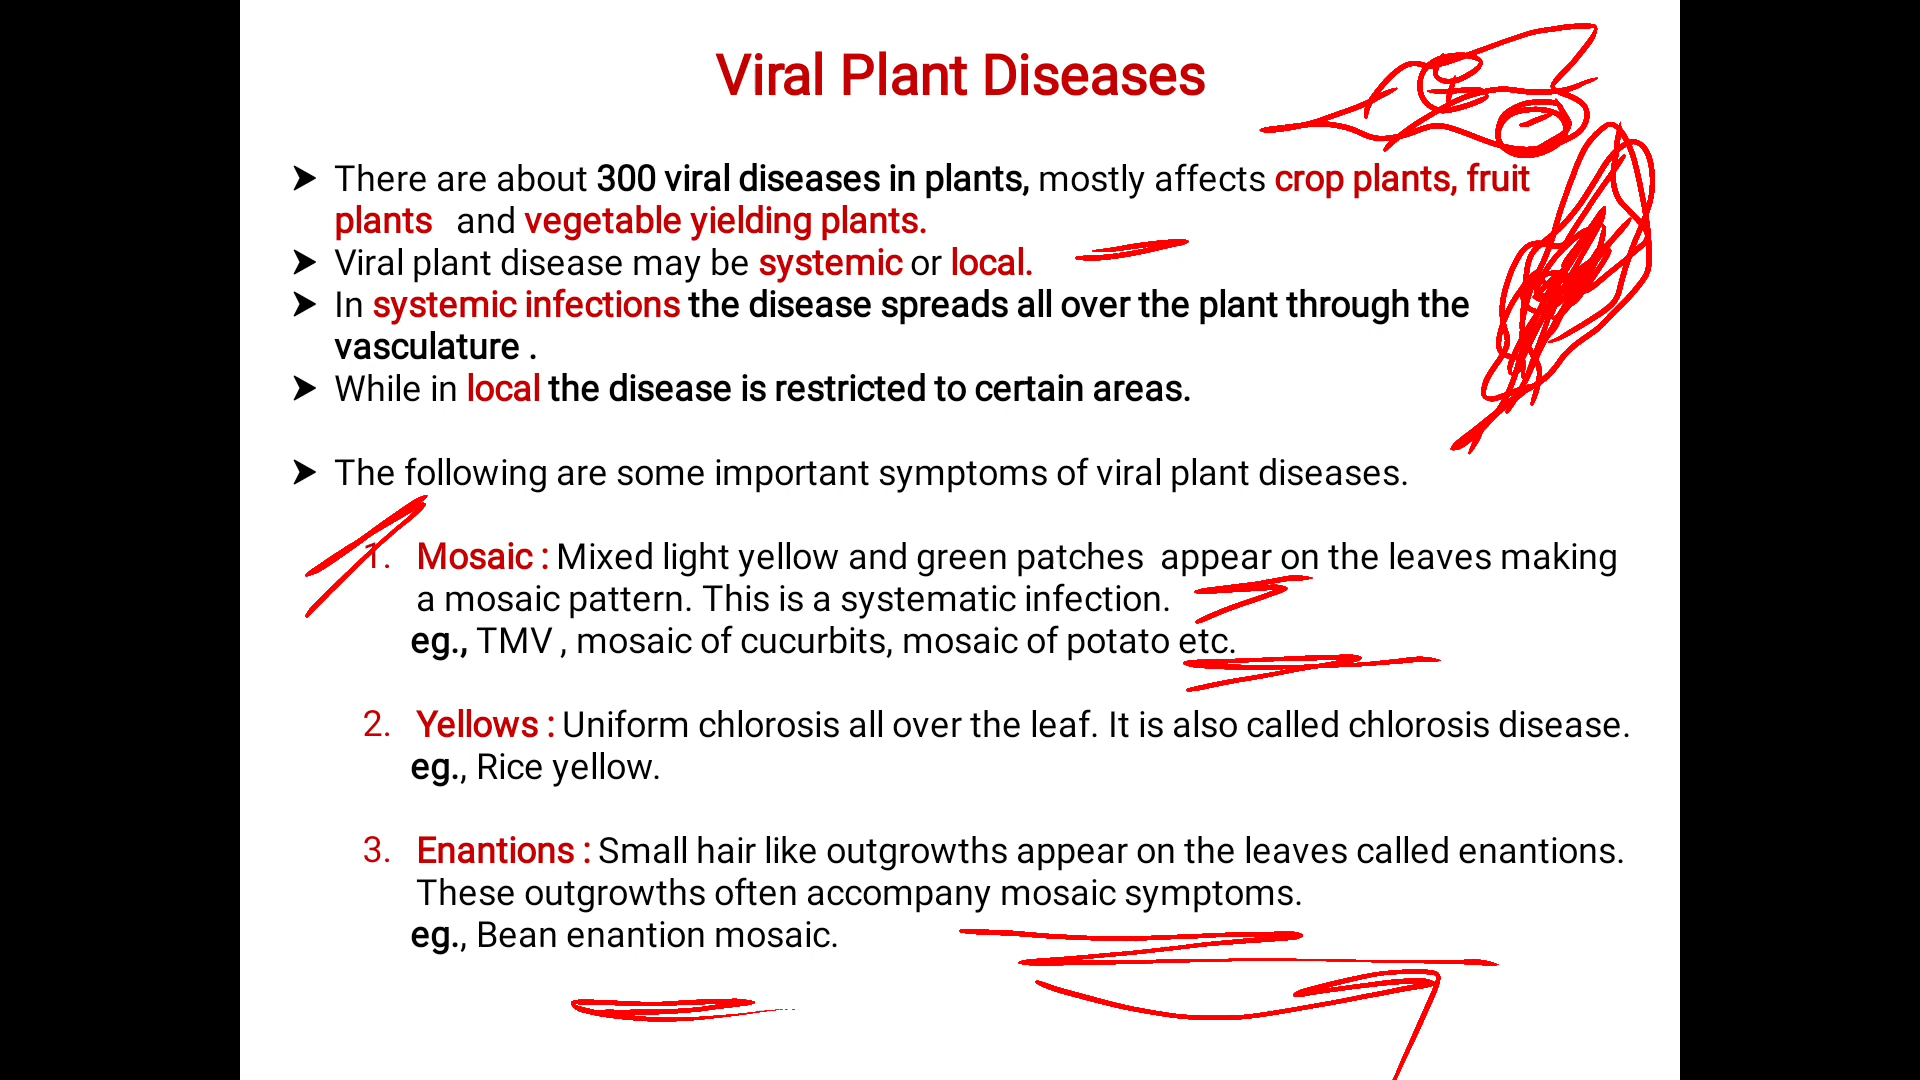 Viral Plant Diseases
➤ There are about 300 viral diseases in plants, mostly affects crop plants, fruit
plants and vegetable yielding plants.
➤ Viral plant disease may be systemic or local.
➤ In systemic infections the disease spreads all over the plant through the
vasculature .
➤ While in local the disease is restricted to certain areas.
➤ The following are some important symptoms of viral plant diseases.
1. Mosaic : Mixed light yellow and green patches appear on the leaves making
a mosaic pattern. This is a systematic infection.
eg., TMV , mosaic of cucurbits, mosaic of potato etc.
2. Yellows : Uniform chlorosis all over the leaf. It is also called chlorosis disease.
eg., Rice yellow.
3. Enantions : Small hair like outgrowths appear on the leaves called enantions.
These outgrowths often accompany mosaic symptoms.
eg., Bean enantion mosaic.